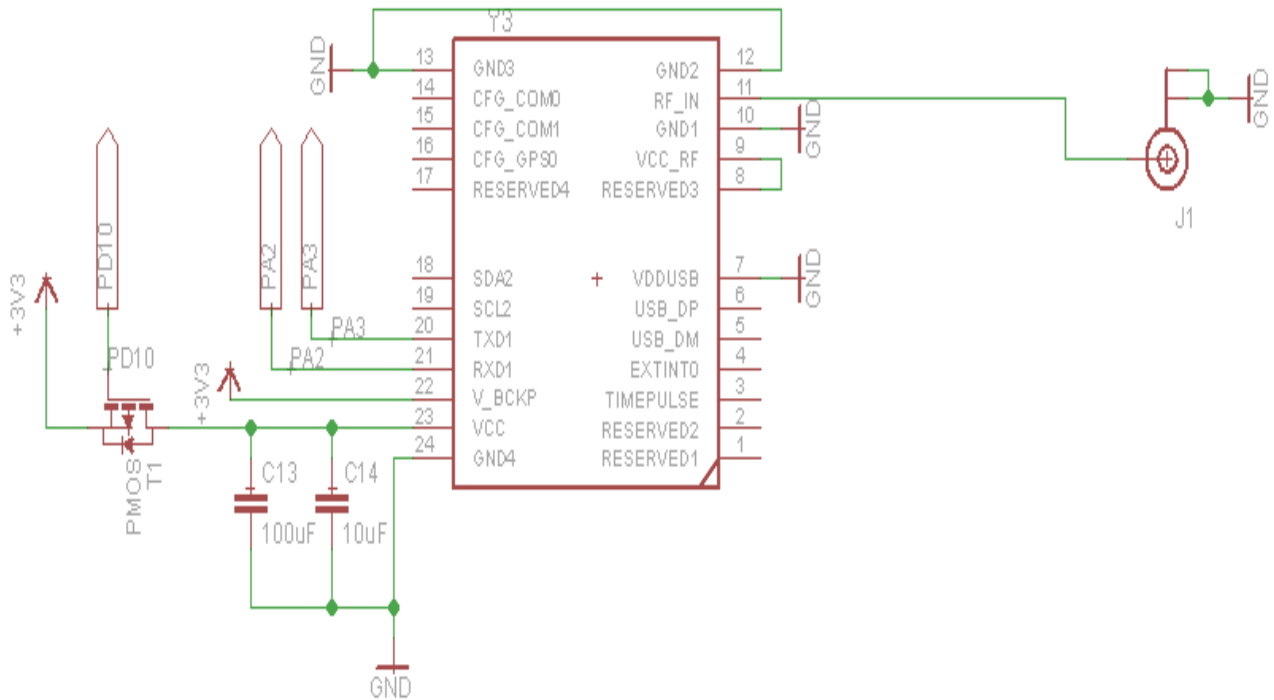 Y3
GND
13
GND3
GND2
12
14
CFG_COM0
RF_IN
11
15
CFG_COM1
GND1
10
GND
16
CFG_GPS0
VCC_RF
9
17
RESERVED4
RESERVED3
8
GND
J1
PD10
PA2
PA3
18
SDA2
VDDUSB
7
GND
19
SCL2
USB_DP
6
+3V3
PA3
20
TXD1
USB_DM
5
PD10
PA2
21
RXD1
EXTINT0
4
+3V3
22
V_BCKP
TIMEPULSE
3
23
VCC
RESERVED2
2
24
GND4
RESERVED1
1
PMOS
T1
C13
100uF
C14
10uF
GND